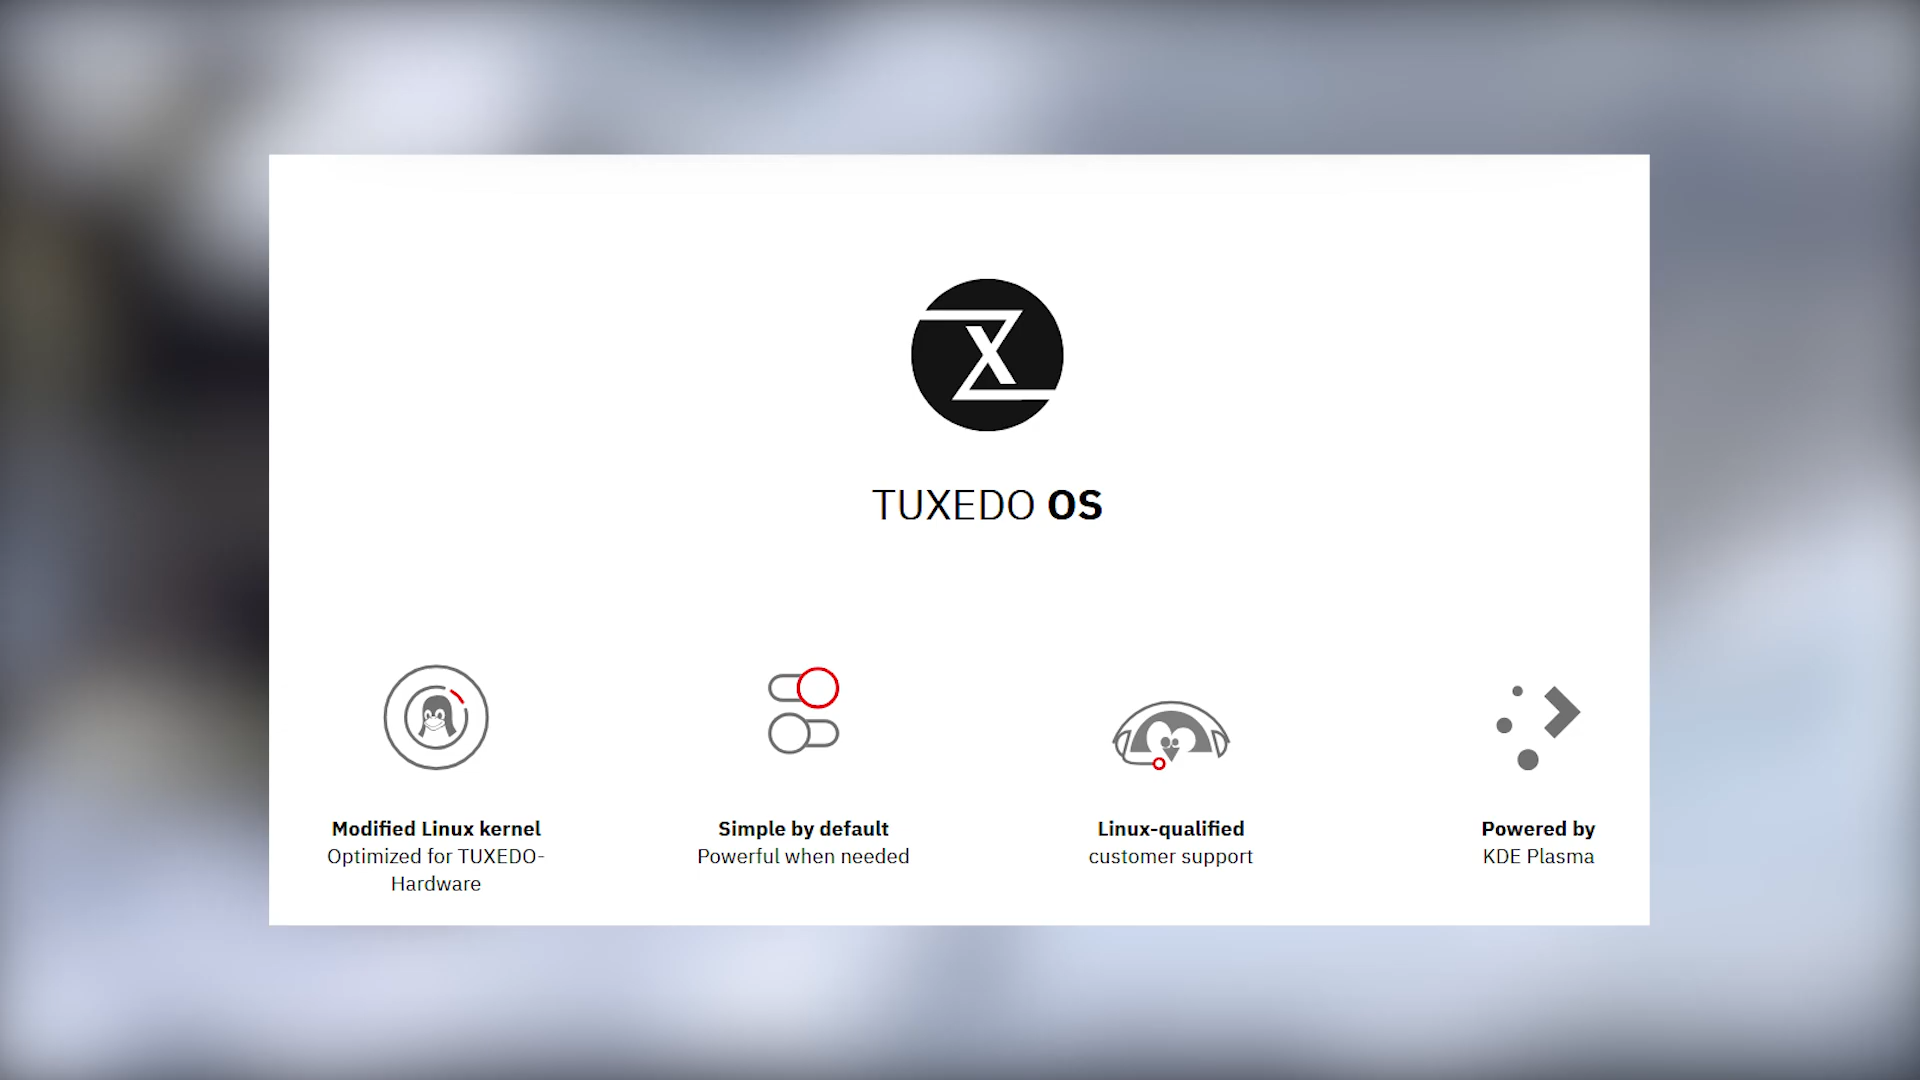 X
TUXEDO OS
Modified Linux kernel
Optimized for TUXEDO-
Hardware
Simple by default
Powerful when needed
Linux-qualified
customer support
Powered by
KDE Plasma